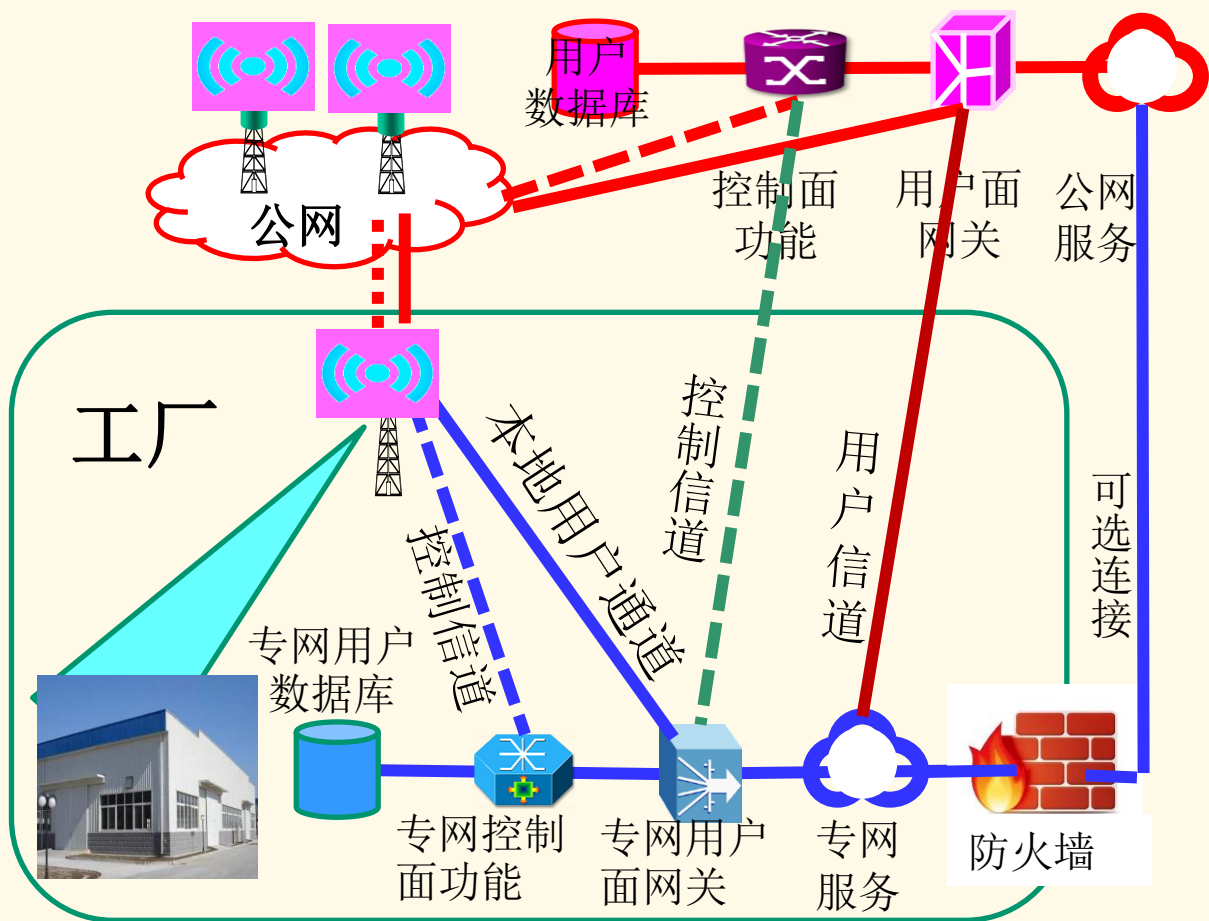 用户
数据库
控制面
功能
用户面
网关
公网
服务
公网
工厂
控制信道
本地用户通道
控制信道
用户信道
可选连接
专网用户
数据库
专网控制
面功能
专网用户
面网关
专网
服务
防火墙